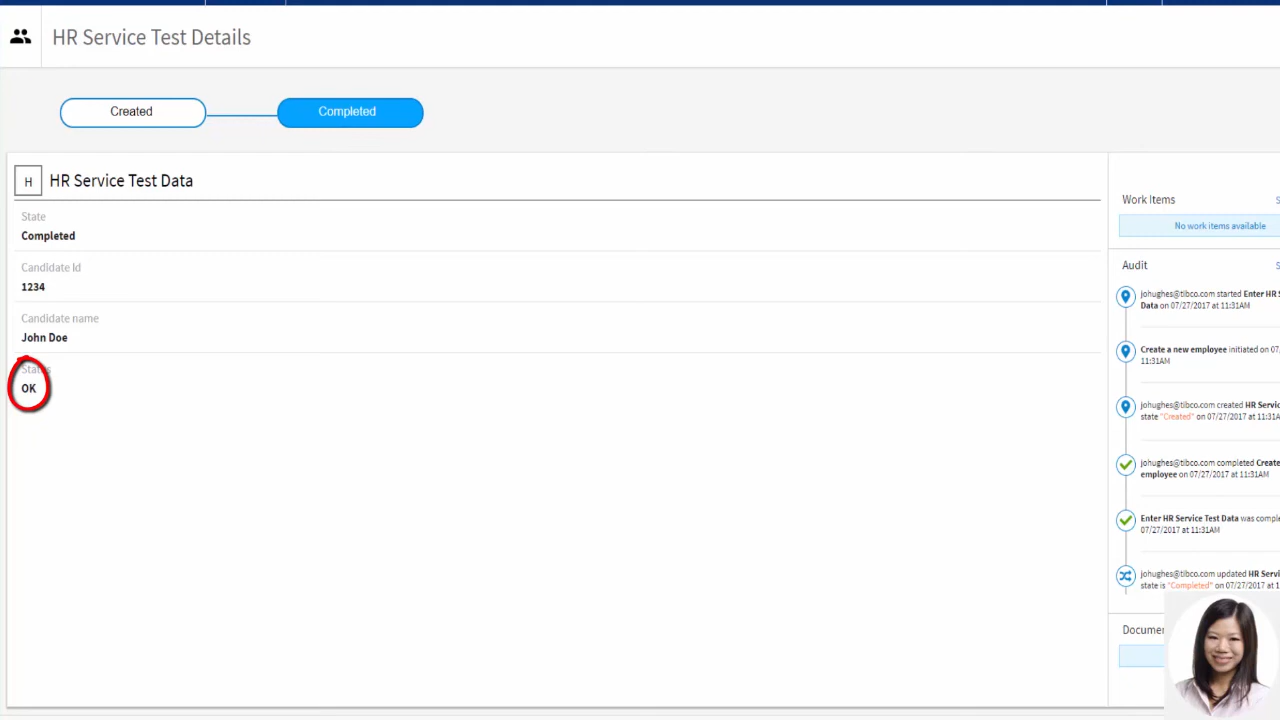 HR Service Test Details
Created
Completed
H
HR Service Test Data
State
Completed
Candidate Id
1234
Candidate name
John Doe
Status
OK
Work Items
S
No work items available
Audit
S
johughes@tibco.com started Enter HR S
Data on 07/27/2017 at 11:31AM
Create a new employee initiated on 07/
11:31AM
johughes@tibco.com created HR Servic
state "Created" on 07/27/2017 at 11:31A
johughes@tibco.com completed Create
employee on 07/27/2017 at 11:31AM
Enter HR Service Test Data was comple
07/27/2017 at 11:31AM
johughes@tibco.com updated HR Servi
state is "Completed" on 07/27/2017 at 1
Documen